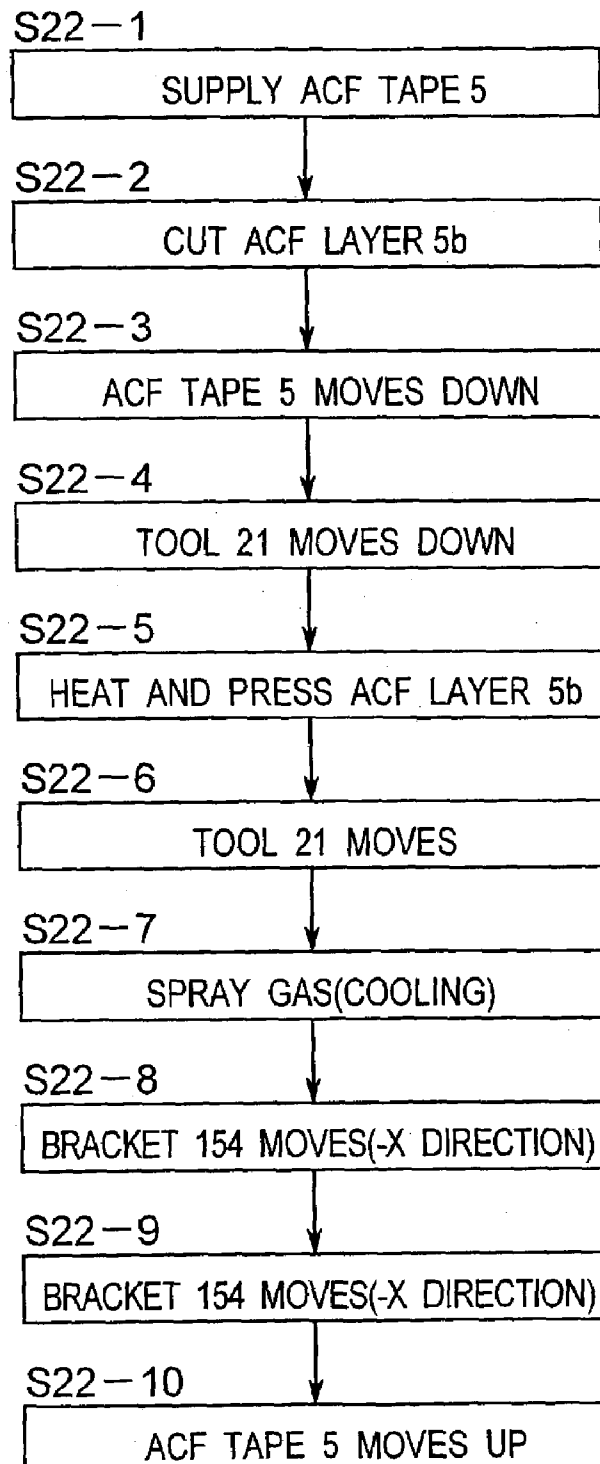 S22-1
SUPPLY ACF TAPE 5
S22-2
CUT ACF LAYER 5b
S22-3
ACF TAPE 5 MOVES DOWN
S22-4
TOOL 21 MOVES DOWN
S22-5
HEAT AND PRESS ACF LAYER 5b
S22-6
TOOL 21 MOVES
S22-7
SPRAY GAS(COOLING)
S22-8
BRACKET 154 MOVES(-X DIRECTION)
S22-9
BRACKET 154 MOVES(-X DIRECTION)
S22-10
ACF TAPE 5 MOVES UP